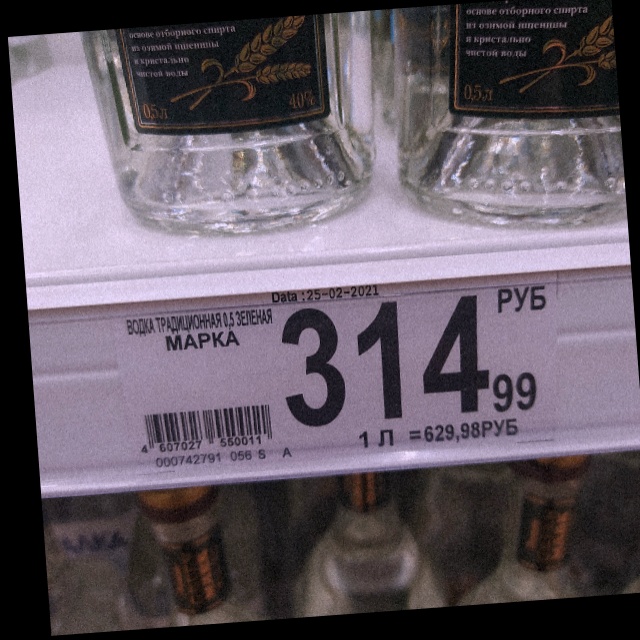 основе отборного спирта
из озимой пшеницы
и кристально
чистой воды
0,5л 40%
основе отборного спирта
из озимой пшеницы
и кристально
чистой воды
0,5л
Data :25-02-2021
ВОДКА ТРАДИЦИОННАЯ 0,5 ЗЕЛЕНАЯ
МАРКА
314 99 РУБ
1 Л =629,98РУБ
4 607027 550011
000742791 056 S A